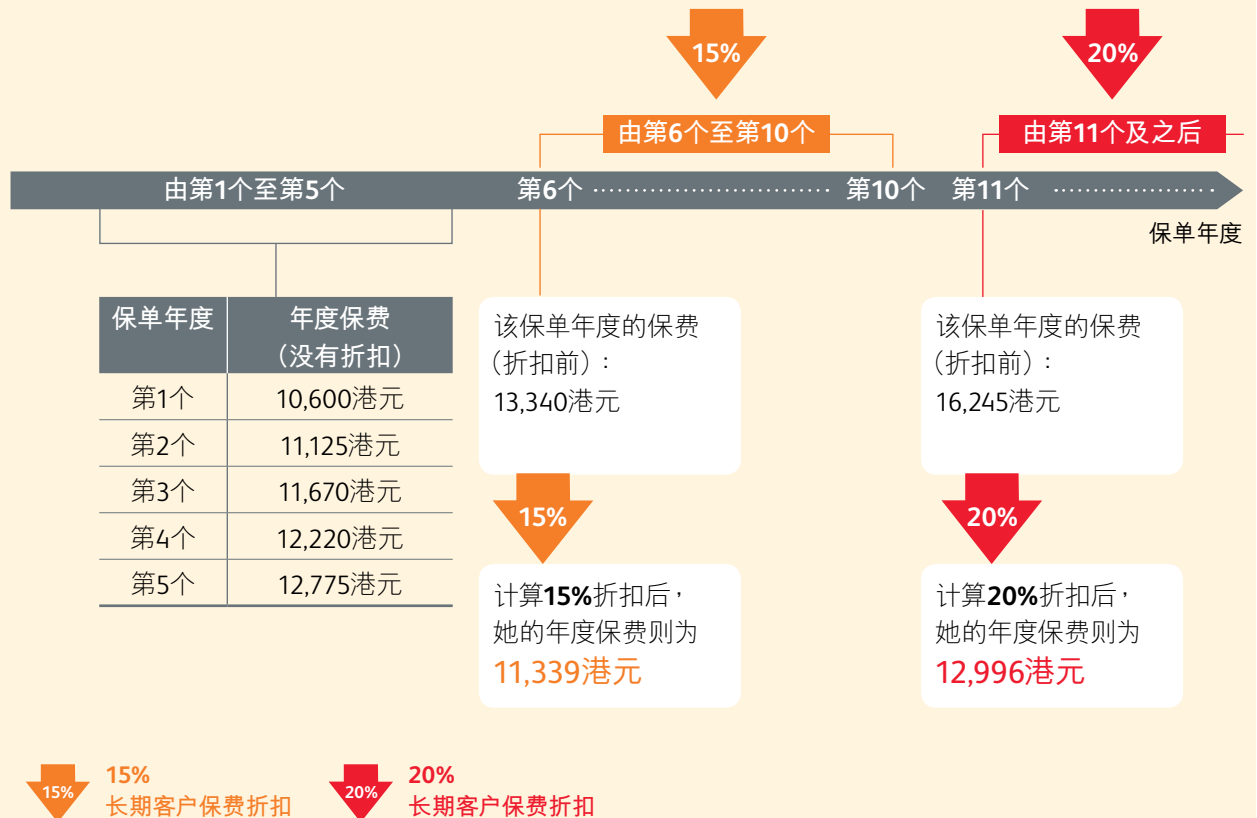 15%
20%
由第6个至第10个
由第11个及之后
由第1个至第5个
第6个
第10个
第11个
保单年度
保单年度
年度保费
（没有折扣）
第1个
10,600港元
第2个
11,125港元
第3个
11,670港元
第4个
12,220港元
第5个
12,775港元
该保单年度的保费
（折扣前）：
13,340港元
15%
计算15%折扣后，
她的年度保费则为
11,339港元
该保单年度的保费
（折扣前）：
16,245港元
20%
计算20%折扣后，
她的年度保费则为
12,996港元
15%
15%
长期客户保费折扣
20%
20%
长期客户保费折扣